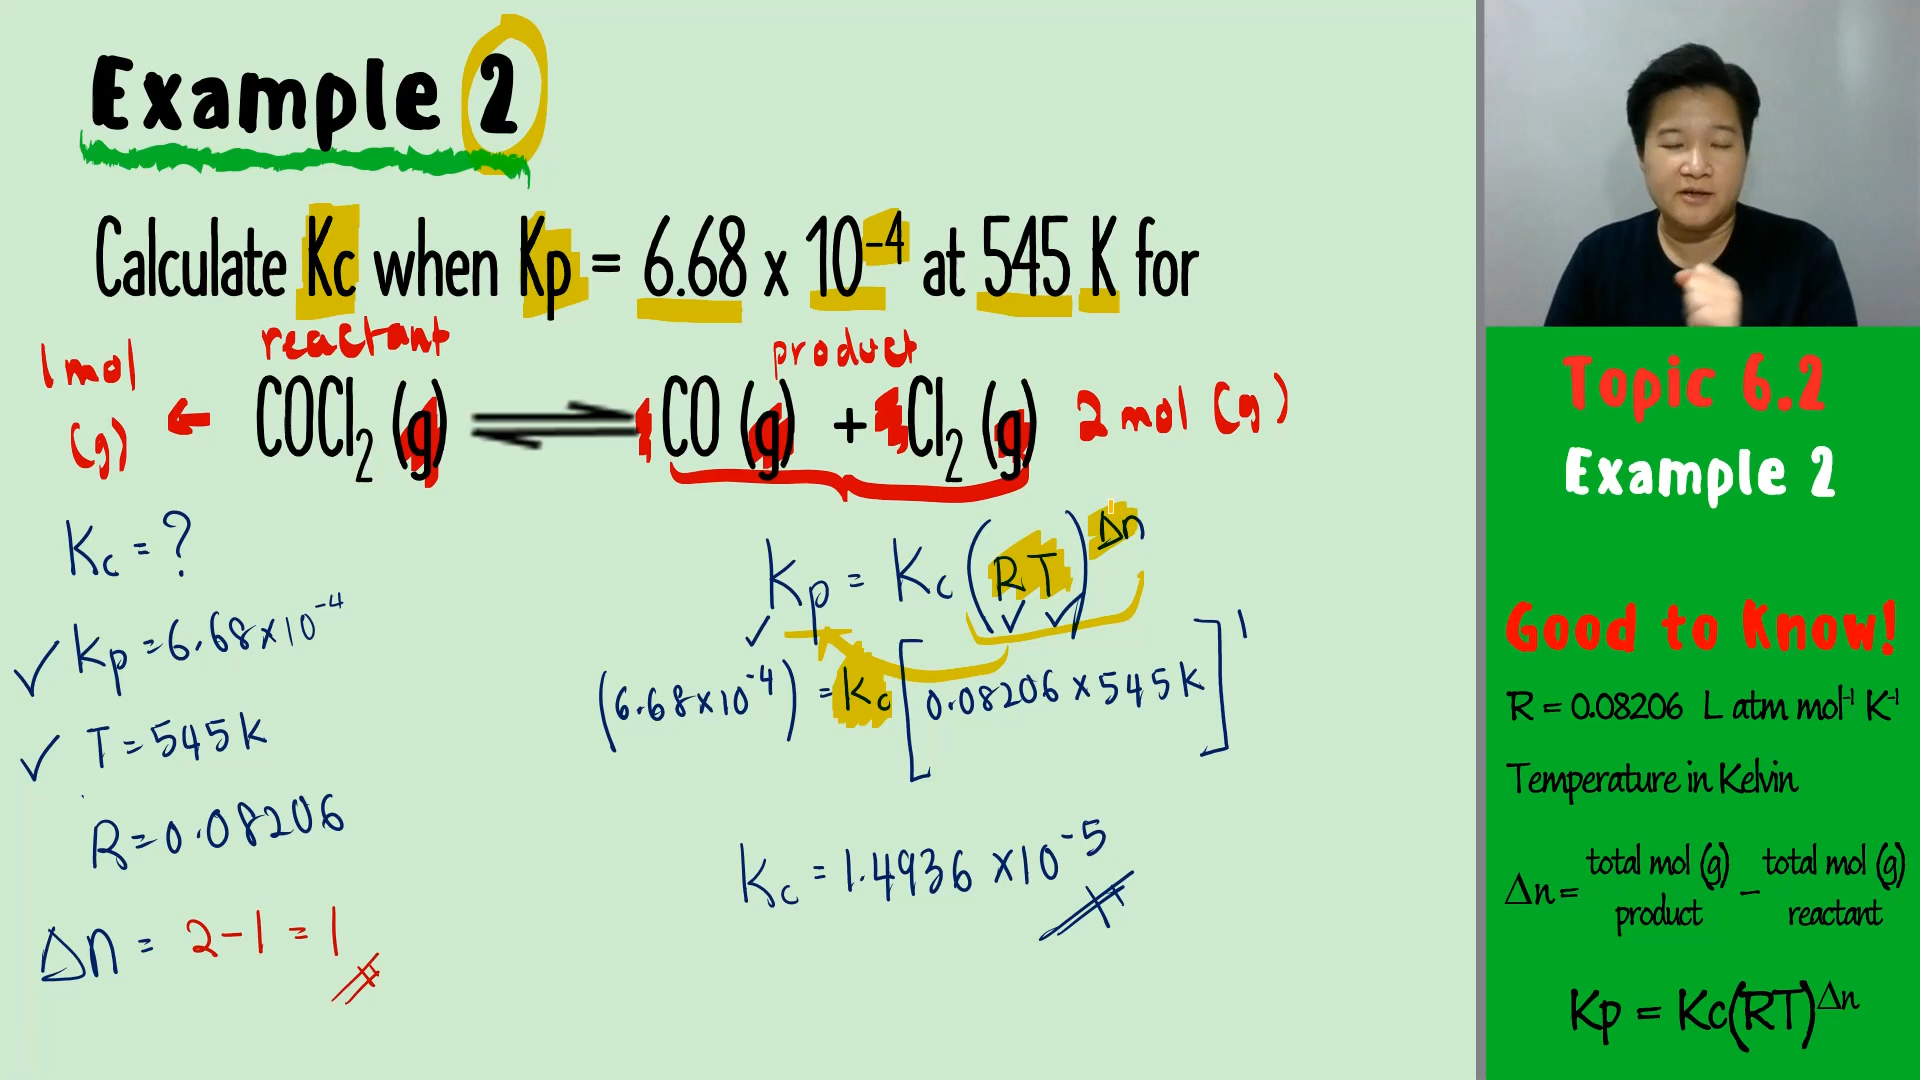 Example 2
Calculate Kc when Kp = 6.68 x 10⁻⁴ at 545 K for
reactant
product
1 mol
(g) ←
COCl₂ (g) ⇌ 1 CO (g) + 1 Cl₂ (g) 2 mol (g)
Kc = ?
✓ Kp = 6.68 × 10⁻⁴
✓ T = 545 K
R = 0.08206
Δn = 2 - 1 = 1
Kp = Kc (RT)^Δn
✓ ✓ ✓
(6.68 × 10⁻⁴) = Kc [0.08206 × 545 K]¹
Kc = 1.4936 × 10⁻⁵
Topic 6.2
Example 2
Good to Know!
R = 0.08206 L atm mol⁻¹ K⁻¹
Temperature in Kelvin
Δn = total mol (g) product − total mol (g) reactant
Kp = Kc(RT)^Δn